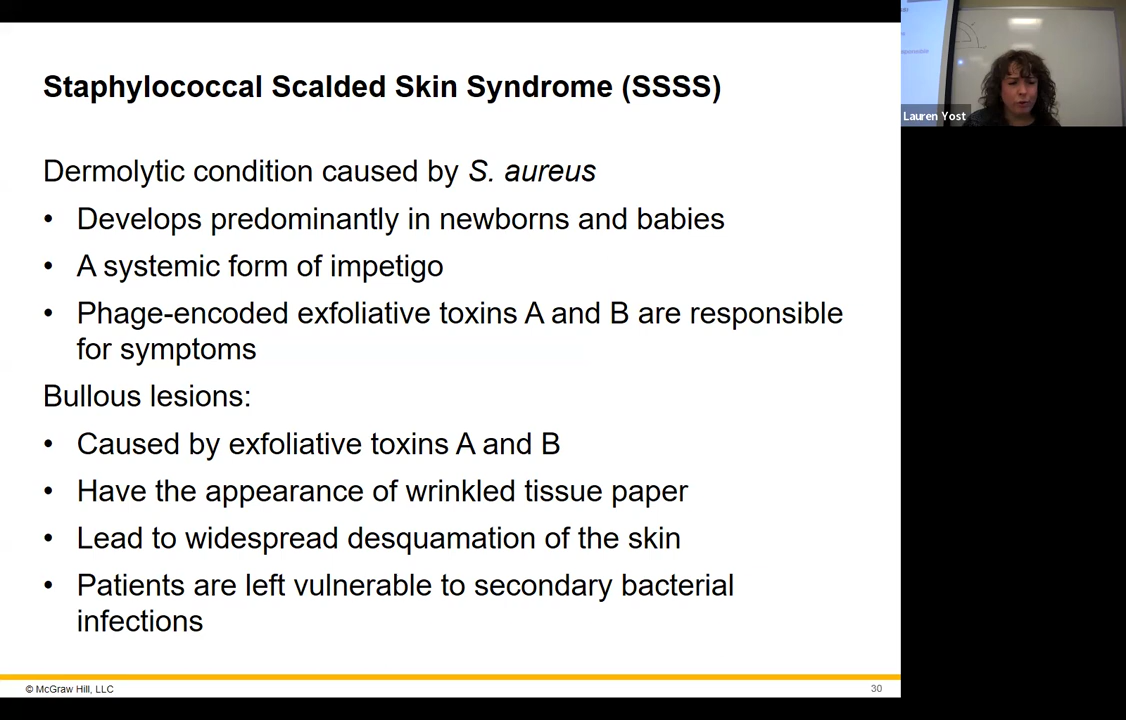 Staphylococcal Scalded Skin Syndrome (SSSS)
Dermolytic condition caused by S. aureus
• Develops predominantly in newborns and babies
• A systemic form of impetigo
• Phage-encoded exfoliative toxins A and B are responsible
for symptoms
Bullous lesions:
• Caused by exfoliative toxins A and B
• Have the appearance of wrinkled tissue paper
• Lead to widespread desquamation of the skin
• Patients are left vulnerable to secondary bacterial
infections
© McGraw Hill, LLC
30
Lauren Yost